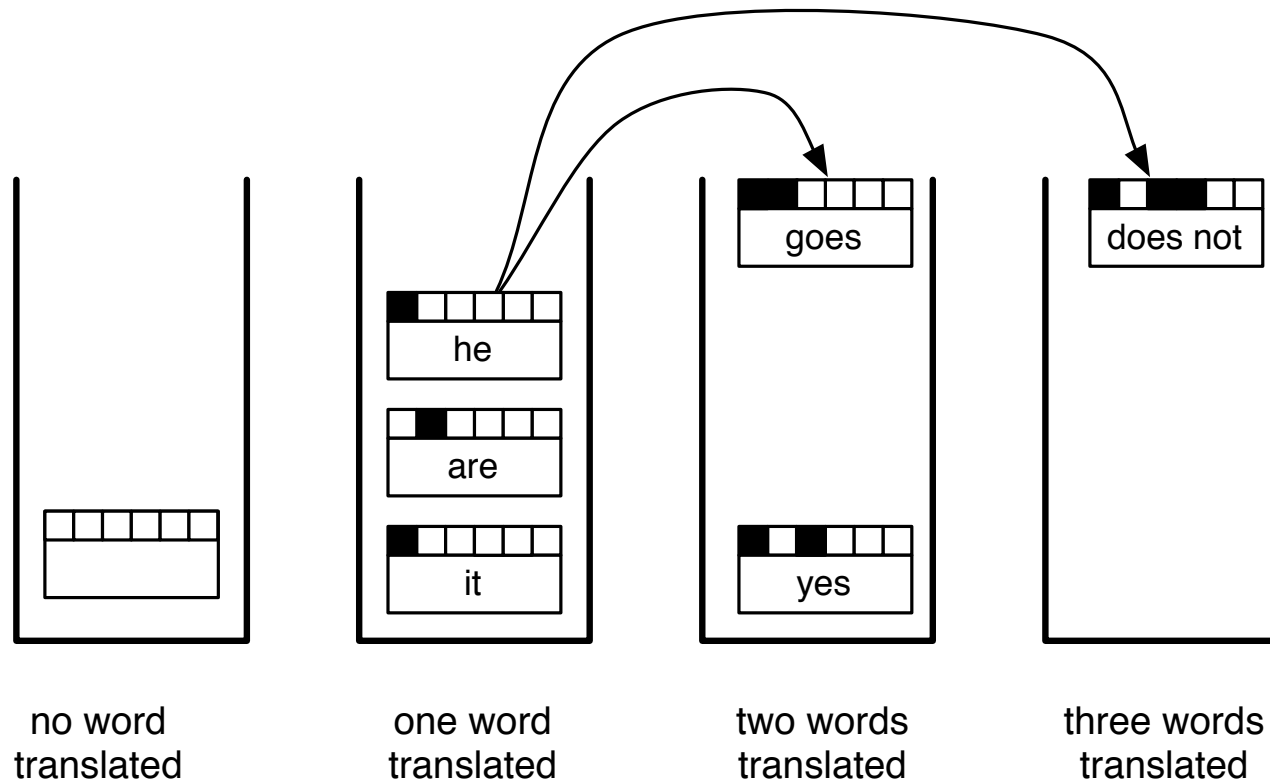 goes
does not
he
are
it
yes
no word
translated
one word
translated
two words
translated
three words
translated